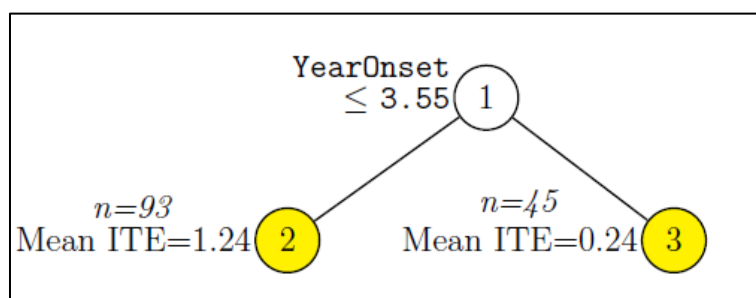 YearOnset
≤ 3.55
1
n=93
Mean ITE=1.24
2
n=45
Mean ITE=0.24
3